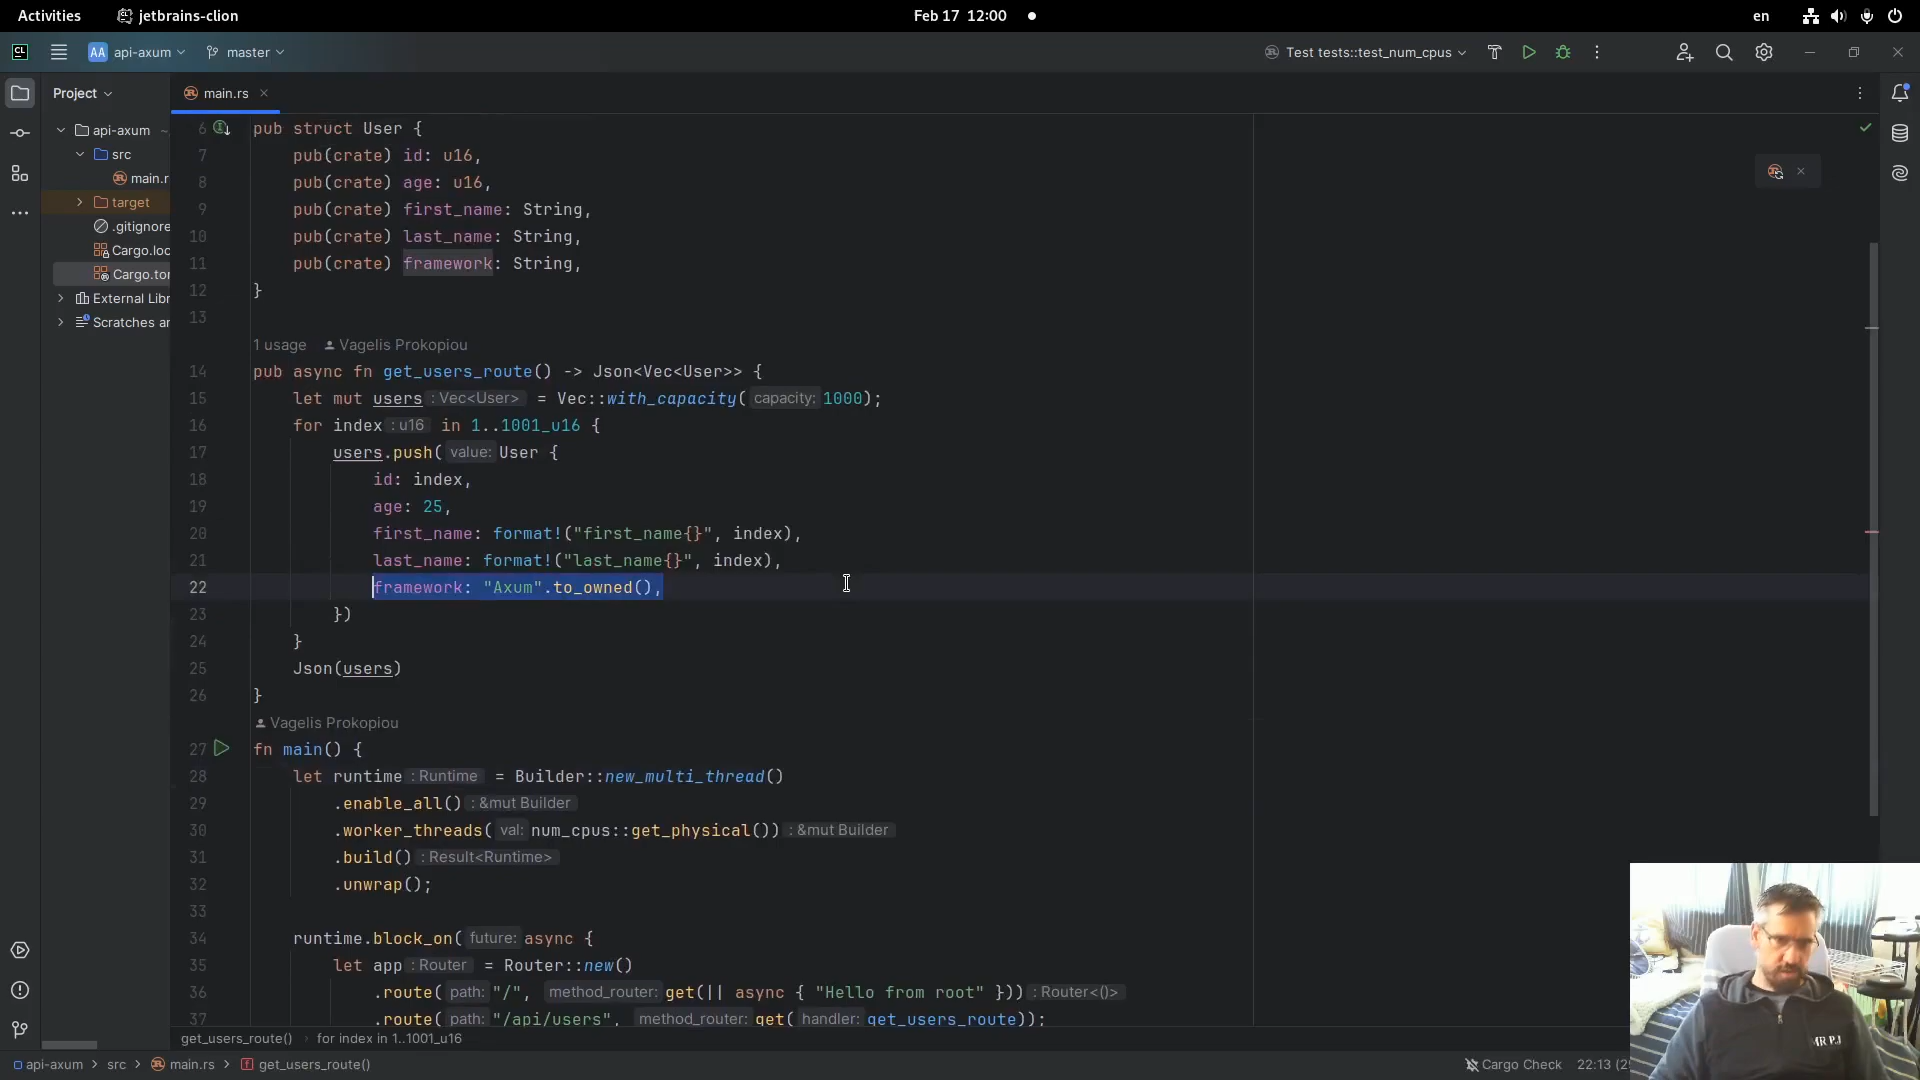 Activities
jetbrains-clion
Feb 17 12:00
en
CL
AA
api-axum
master
Test tests::test_num_cpus
Project
main.rs
api-axum
src
main.r
target
.gitignore
Cargo.loc
Cargo.tor
External Libr
Scratches ar
6 pub struct User {
7 pub(crate) id: u16,
8 pub(crate) age: u16,
9 pub(crate) first_name: String,
10 pub(crate) last_name: String,
11 pub(crate) framework: String,
12 }
13
1 usage Vagelis Prokopiou
14 pub async fn get_users_route() -> Json<Vec<User>> {
15 let mut users : Vec<User> = Vec::with_capacity( capacity: 1000);
16 for index : u16 in 1..1001_u16 {
17 users.push( value: User {
18 id: index,
19 age: 25,
20 first_name: format!("first_name{}", index),
21 last_name: format!("last_name{}", index),
22 framework: "Axum".to_owned(),
23 })
24 }
25 Json(users)
26 }
Vagelis Prokopiou
27 fn main() {
28 let runtime : Runtime = Builder::new_multi_thread()
29 .enable_all() : &mut Builder
30 .worker_threads( val: num_cpus::get_physical()) : &mut Builder
31 .build() : Result<Runtime>
32 .unwrap();
33
34 runtime.block_on( future: async {
35 let app : Router = Router::new()
36 .route( path: "/", method_router: get(|| async { "Hello from root" })) : Router<()>
37 .route( path: "/api/users", method_router: get( handler: get_users_route));
get_users_route() for index in 1..1001_u16
api-axum src main.rs get_users_route()
Cargo Check
22:13
MR PJ